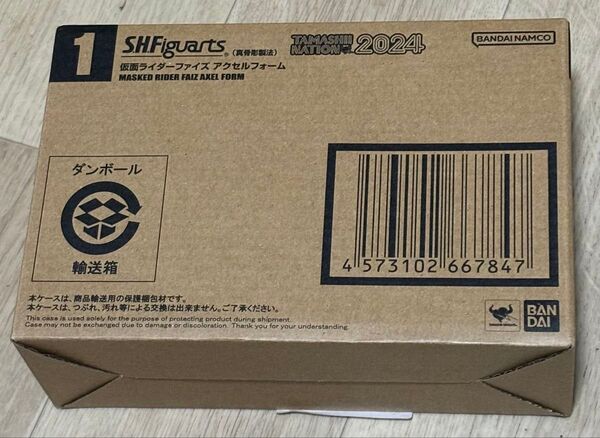 1
S.H.Figuarts (真骨彫製法)
TAMASHII NATION 2024
BANDAI NAMCO
仮面ライダーファイズ アクセルフォーム
MASKED RIDER FAIZ AXEL FORM
ダンボール
輸送箱
4 573102 667847
本ケースは、商品輸送用の保護梱包材です。
本ケースは、つぶれ、汚れ等による交換は出来ません。ご了承ください。
This case is used solely for the purpose of protecting product during shipment.
Case may not be exchanged due to damage or discoloration. Thank you for your understanding.
BAN
DAI